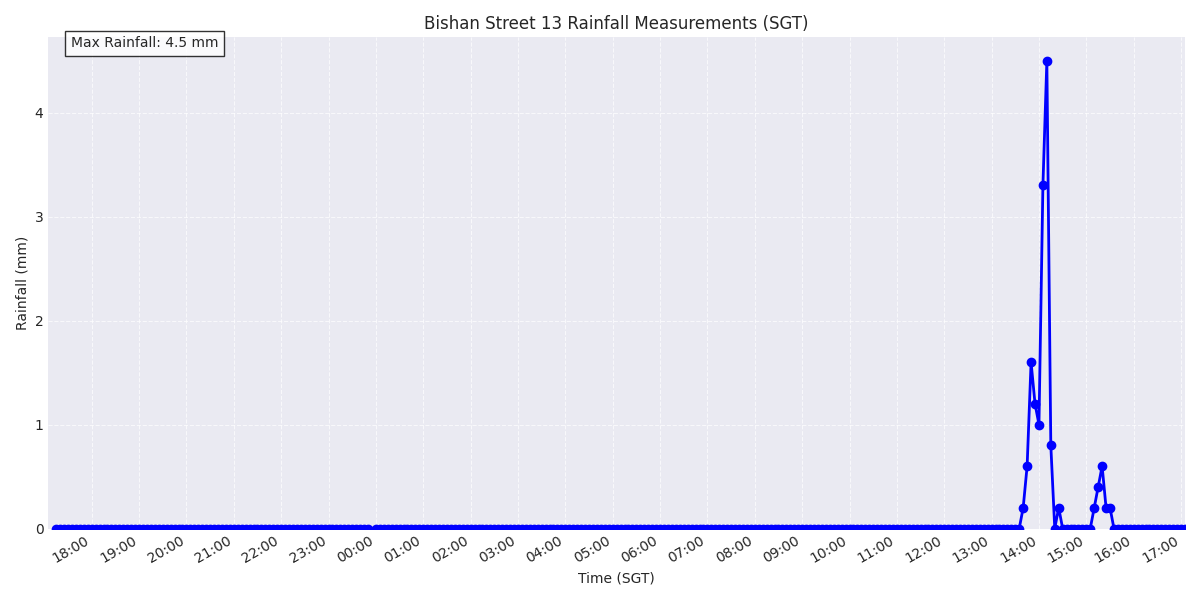 Bishan Street 13 Rainfall Measurements (SGT)
Max Rainfall: 4.5 mm
4
3
2
1
0
Rainfall (mm)
18:00 19:00 20:00 21:00 22:00 23:00 00:00 01:00 02:00 03:00 04:00 05:00 06:00 07:00 08:00 09:00 10:00 11:00 12:00 13:00 14:00 15:00 16:00 17:00
Time (SGT)